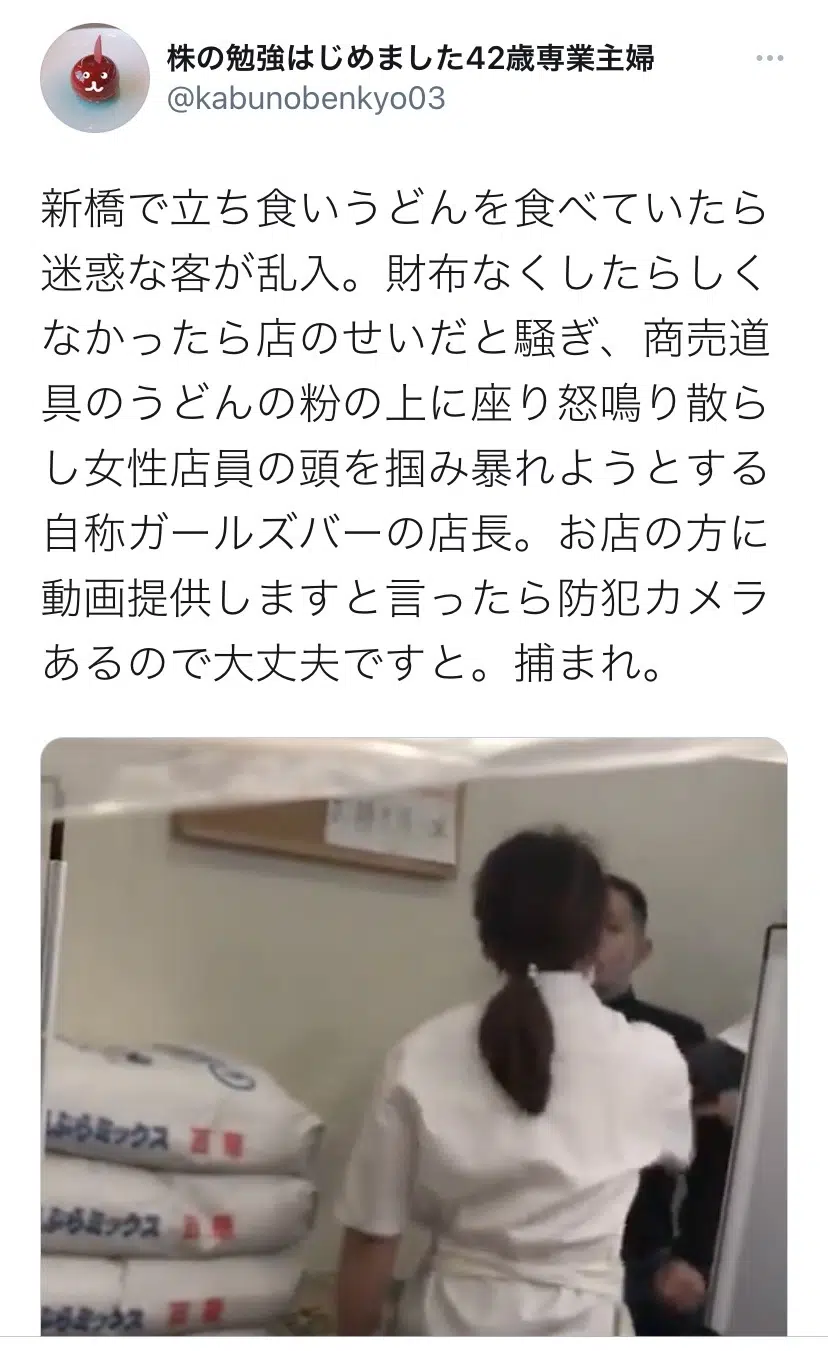 株の勉強はじめました42歳専業主婦
@kabunobenkyo03
新橋で立ち食いうどんを食べていたら
迷惑な客が乱入。財布なくしたらしく
なかったら店のせいだと騒ぎ、商売道
具のうどんの粉の上に座り怒鳴り散ら
し女性店員の頭を掴み暴れようとする
自称ガールズバーの店長。お店の方に
動画提供しますと言ったら防犯カメラ
あるので大丈夫ですと。捕まれ。
ぷらミックス
ぷらミックス
ぷらミックス